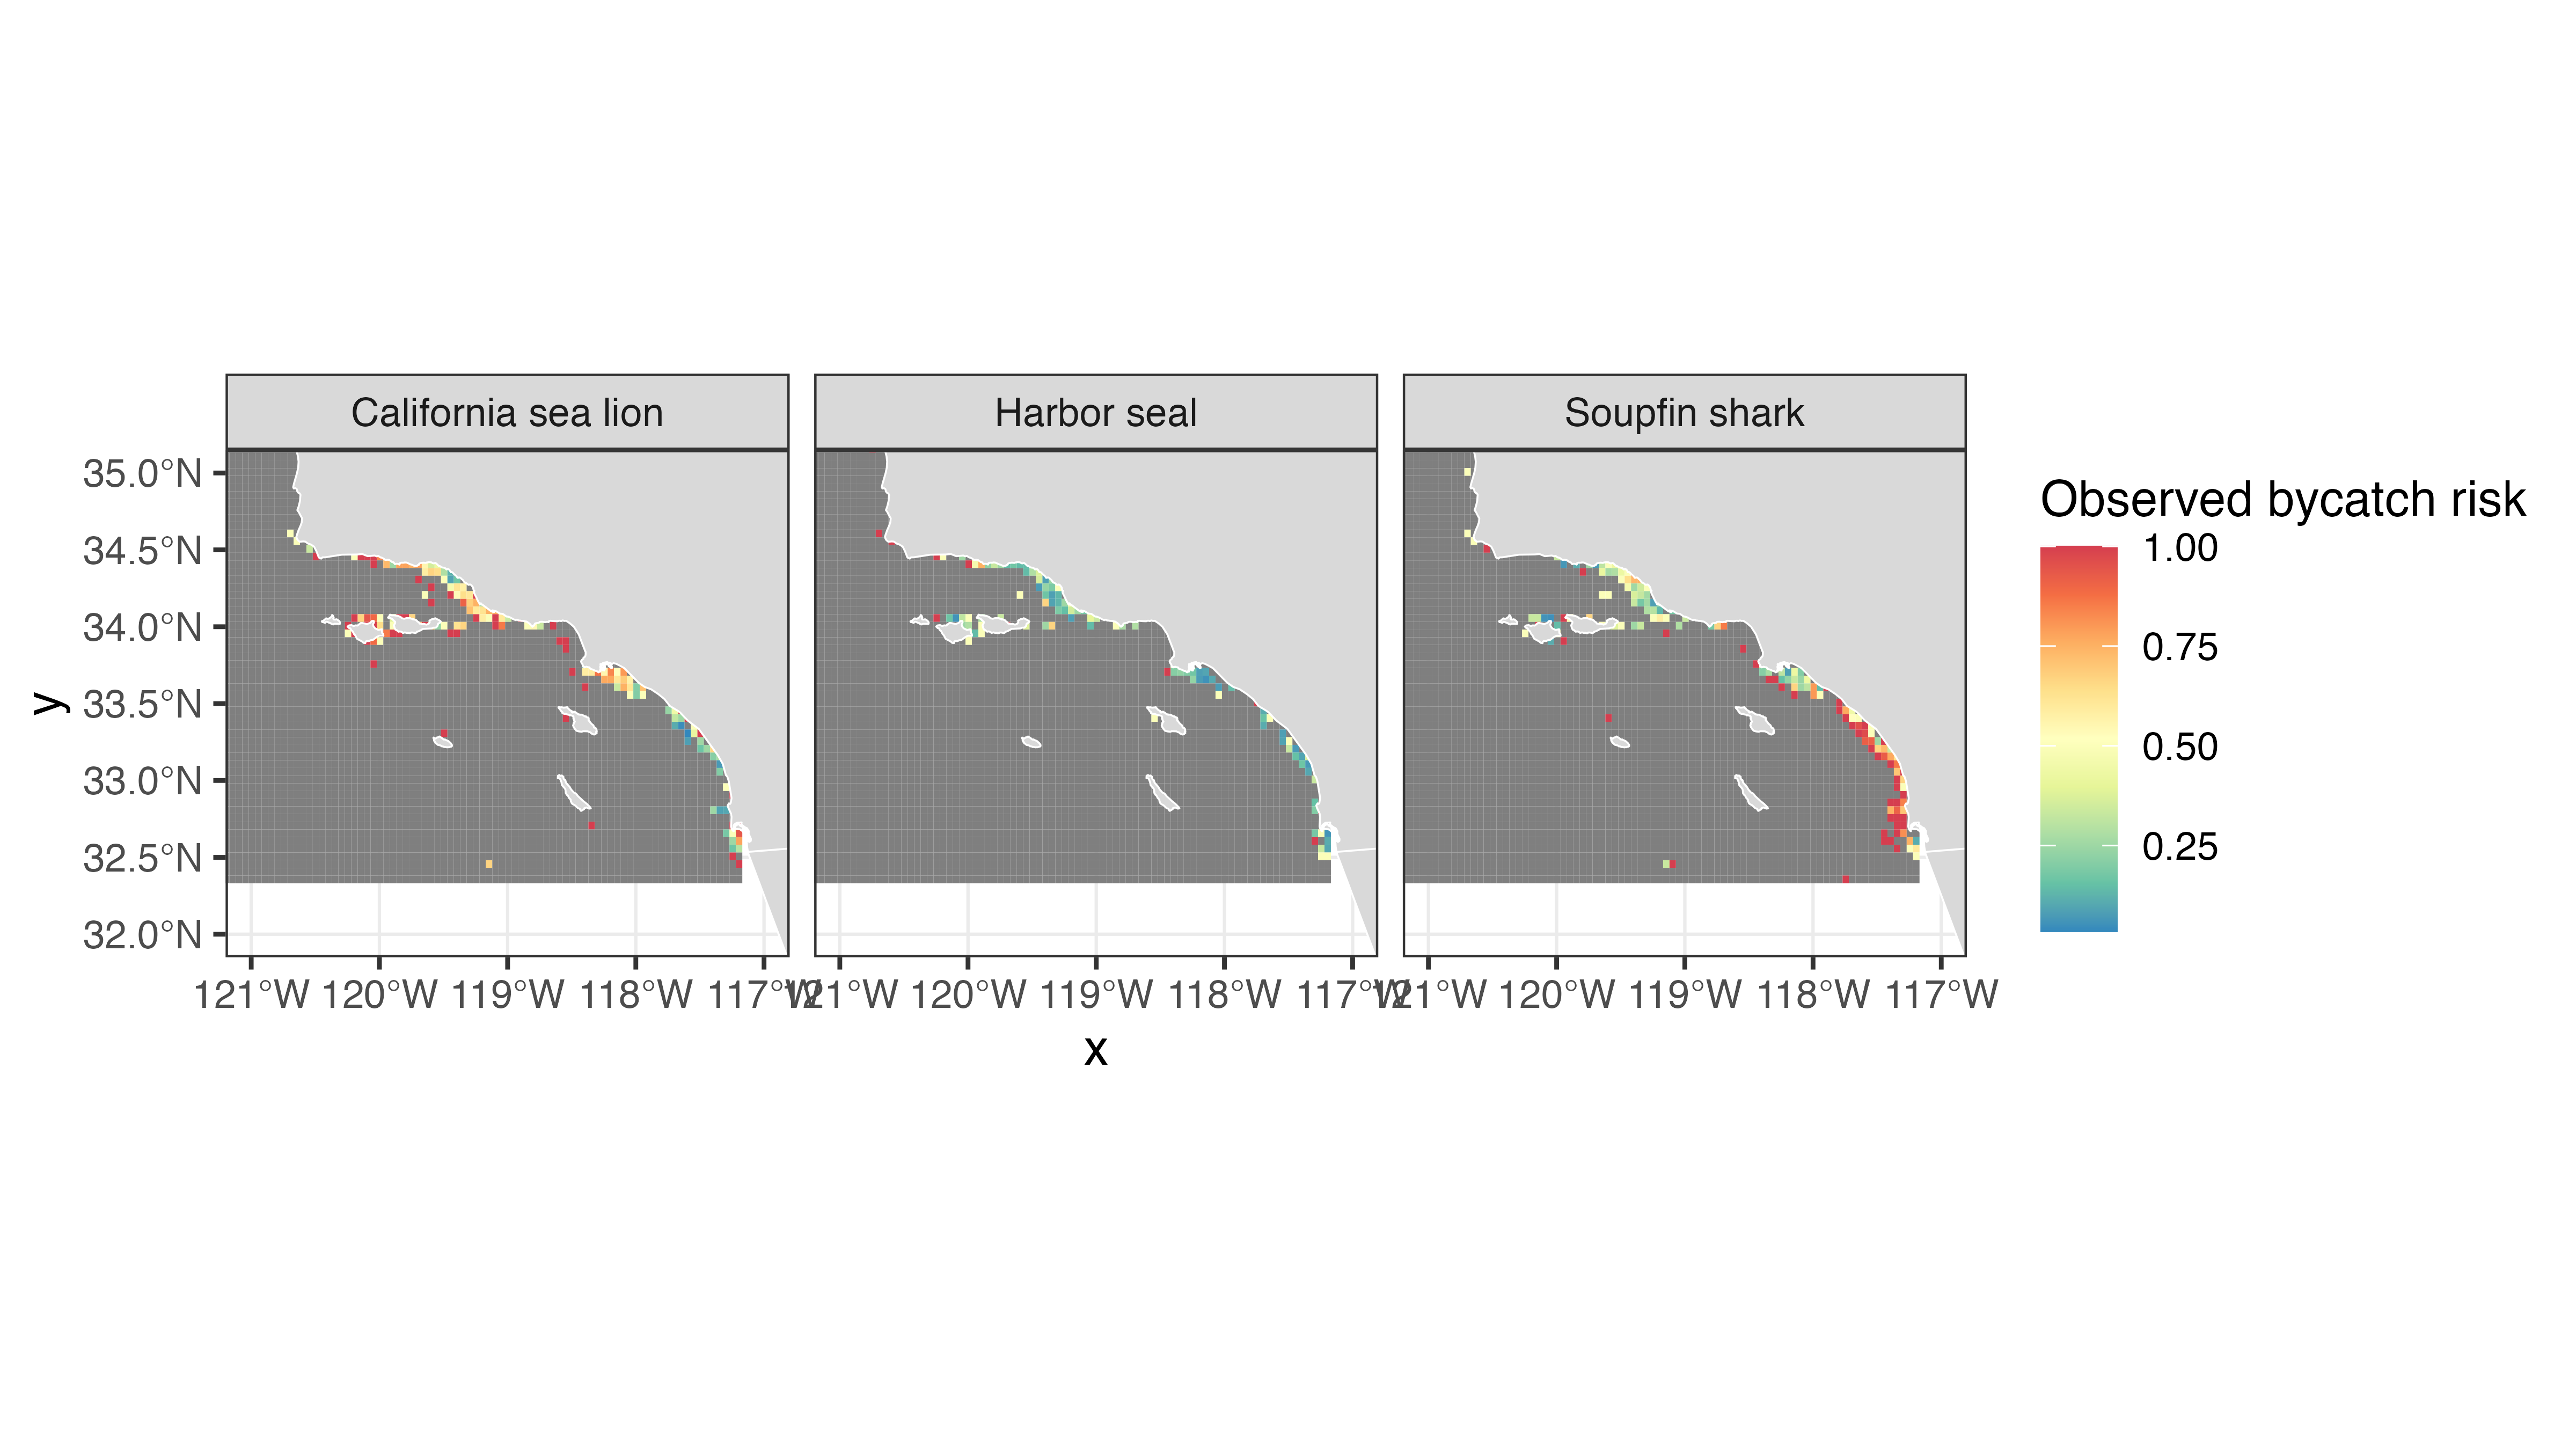 California sea lion
Harbor seal
Soupfin shark
35.0°N
34.5°N
34.0°N
33.5°N
33.0°N
32.5°N
32.0°N
y
121°W 120°W 119°W 118°W 117°W
121°W 120°W 119°W 118°W 117°W
121°W 120°W 119°W 118°W 117°W
x
Observed bycatch risk
1.00
0.75
0.50
0.25